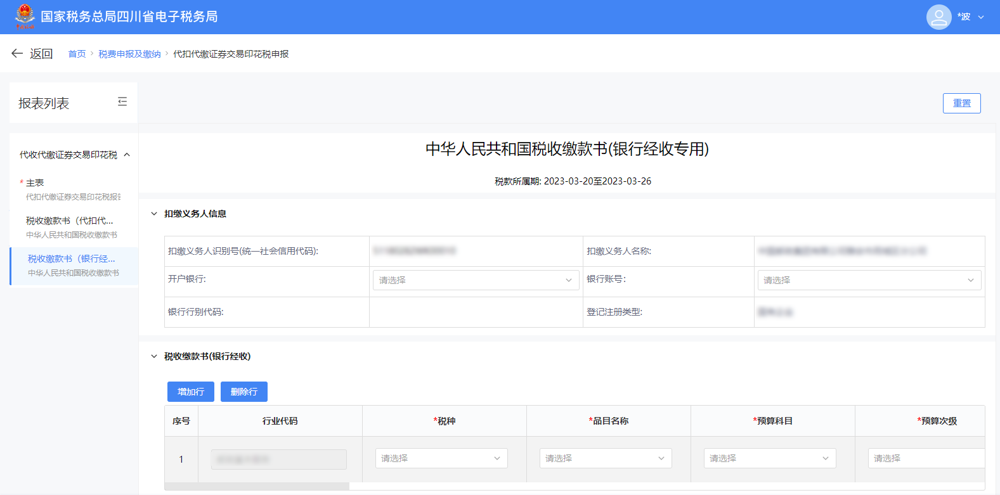 国家税务总局四川省电子税务局
*波
返回 首页 > 税费申报及缴纳 > 代扣代缴证券交易印花税申报
报表列表
重置
代收代缴证券交易印花税
* 主表
代扣代缴证券交易印花税报告
税收缴款书（代扣代...
中华人民共和国税收缴款书
税收缴款书（银行经...
中华人民共和国税收缴款书
中华人民共和国税收缴款书(银行经收专用)
税款所属期: 2023-03-20至2023-03-26
扣缴义务人信息
扣缴义务人识别号(统一社会信用代码): 扣缴义务人名称:
开户银行: 请选择 银行账号: 请选择
银行行别代码: 登记注册类型:
税收缴款书(银行经收)
增加行 删除行
序号 行业代码 *税种 *品目名称 *预算科目 *预算次级
1 请选择 请选择 请选择 请选择